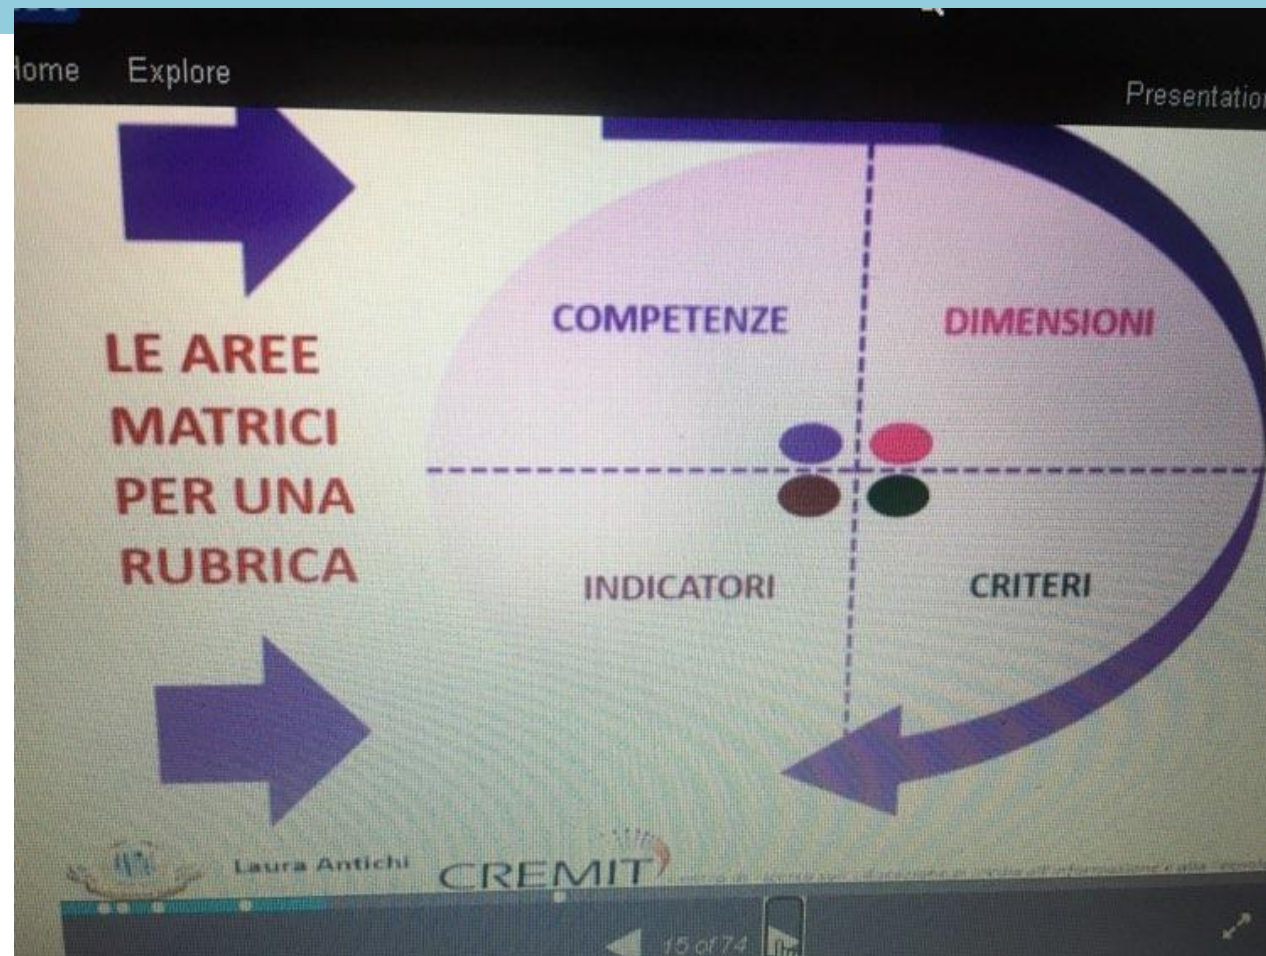 Home Explore
Presentation
COMPETENZE DIMENSIONI
LE AREE
MATRICI
PER UNA
RUBRICA
INDICATORI CRITERI
Laura Antichi CREMIT
15 of 74